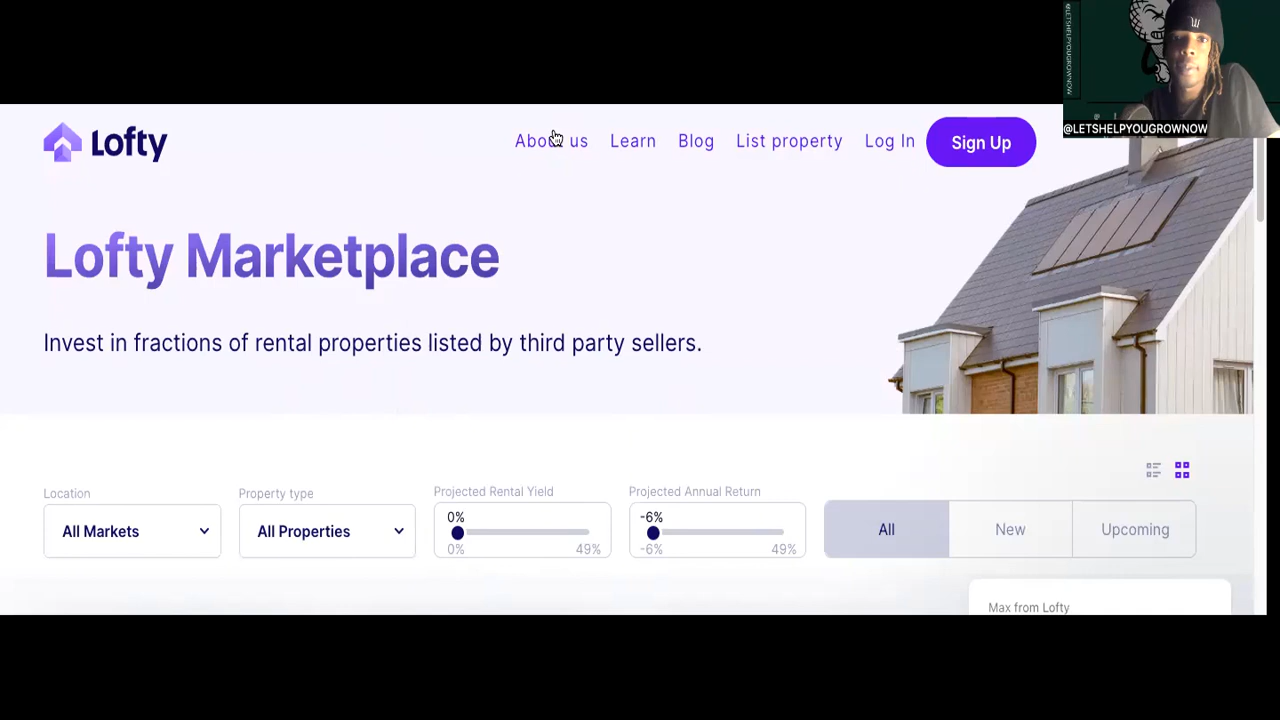 @LETSHELPYOUGROWNOW
@LETSHELPYOUGROWNOW
Lofty
About us
Learn
Blog
List property
Log In
Sign Up
Lofty Marketplace
Invest in fractions of rental properties listed by third party sellers.
Location
All Markets
Property type
All Properties
Projected Rental Yield
0%
0% 49%
Projected Annual Return
-6%
-6% 49%
All
New
Upcoming
Max from Lofty